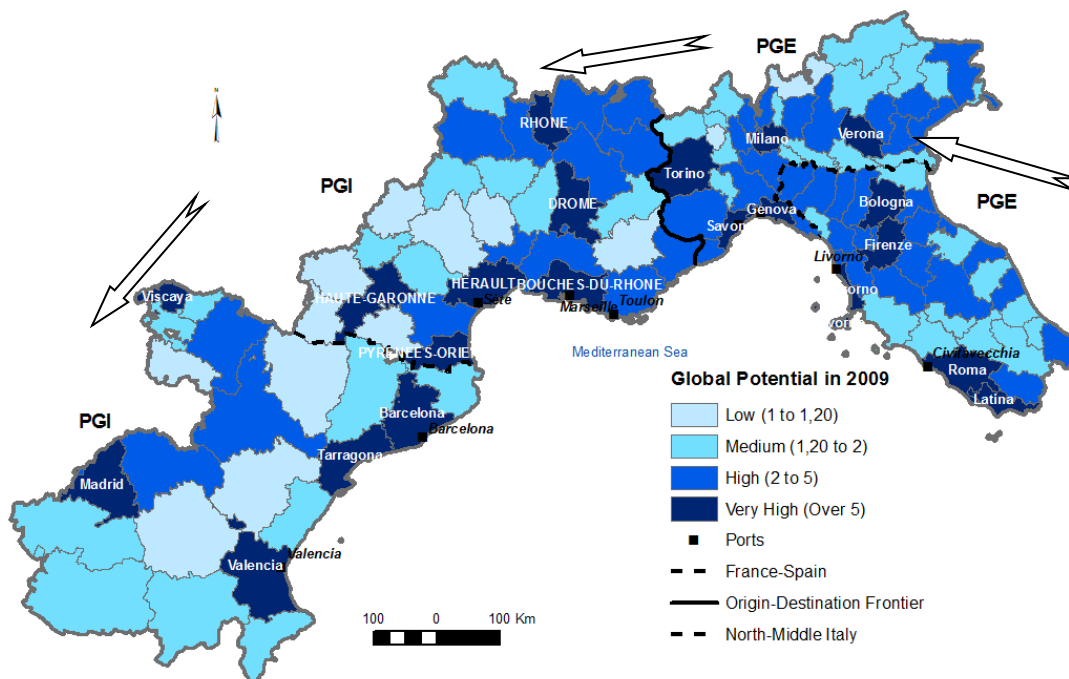 N
PGE
RHONE
Milano
Verona
Torino
PGI
DROME
Genova
Bologna
PGE
Savon
Firenze
Livorno
Viscaya
HAUTE-GARONNE
HÉRAULT
BOUCHES-DU-RHONE
Sete
Marseille
Toulon
orno
vorn
PYRENEES-ORIE
Mediterranean Sea
Civitavecchia
Roma
Latina
Barcelona
Barcelona
PGI
Tarragona
Madrid
Valencia
Valencia
Global Potential in 2009
Low (1 to 1,20)
Medium (1,20 to 2)
High (2 to 5)
Very High (Over 5)
Ports
France-Spain
Origin-Destination Frontier
North-Middle Italy
100 0 100 Km